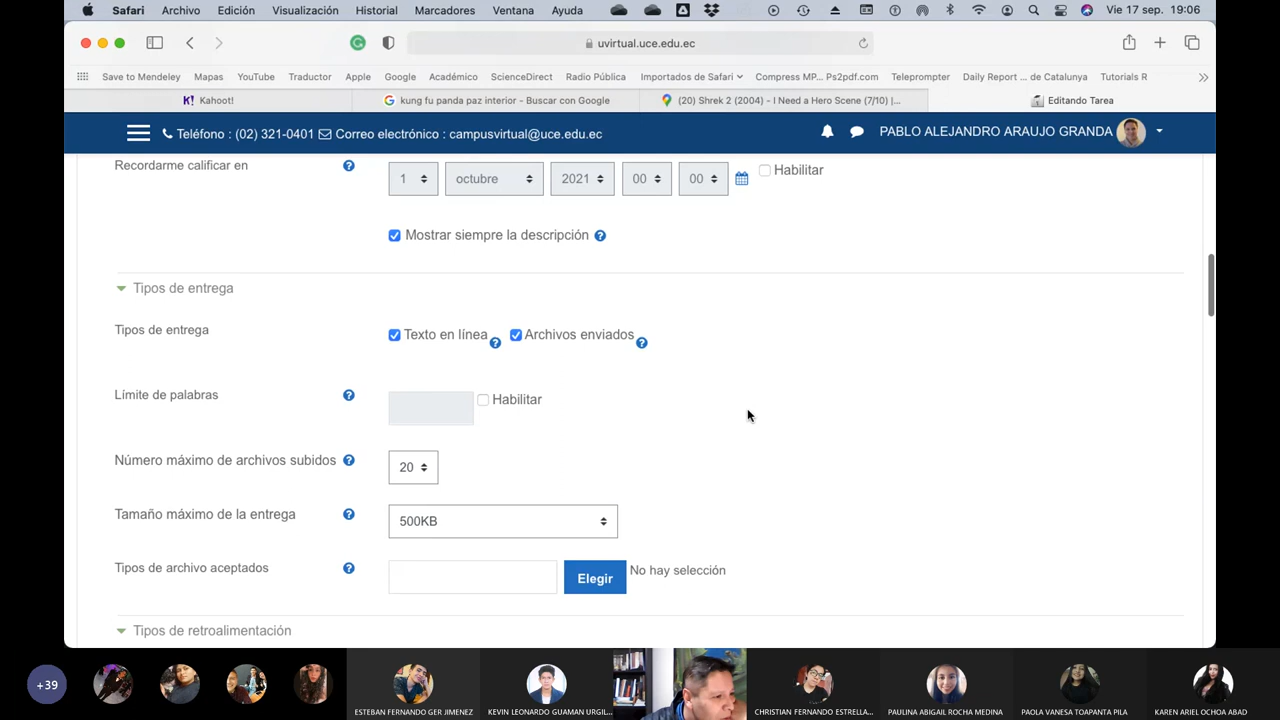 Safari Archivo Edición Visualización Historial Marcadores Ventana Ayuda Vie 17 sep. 19:06
uvirtual.uce.edu.ec
Save to Mendeley Mapas YouTube Traductor Apple Google Académico ScienceDirect Radio Pública Importados de Safari Compress MP... Ps2pdf.com Teleprompter Daily Report ... de Catalunya Tutorials R
Kahoot! kung fu panda paz interior - Buscar con Google (20) Shrek 2 (2004) - I Need a Hero Scene (7/10) |... Editando Tarea
Teléfono : (02) 321-0401 Correo electrónico : campusvirtual@uce.edu.ec PABLO ALEJANDRO ARAUJO GRANDA
Recordarme calificar en 1 octubre 2021 00 00 Habilitar
Mostrar siempre la descripción
Tipos de entrega
Tipos de entrega Texto en línea Archivos enviados
Límite de palabras Habilitar
Número máximo de archivos subidos 20
Tamaño máximo de la entrega 500KB
Tipos de archivo aceptados Elegir No hay selección
Tipos de retroalimentación
+39
ESTEBAN FERNANDO GER JIMENEZ KEVIN LEONARDO GUAMAN URGIL... CHRISTIAN FERNANDO ESTRELLA... PAULINA ABIGAIL ROCHA MEDINA PAOLA VANESA TOAPANTA PILA KAREN ARIEL OCHOA ABAD